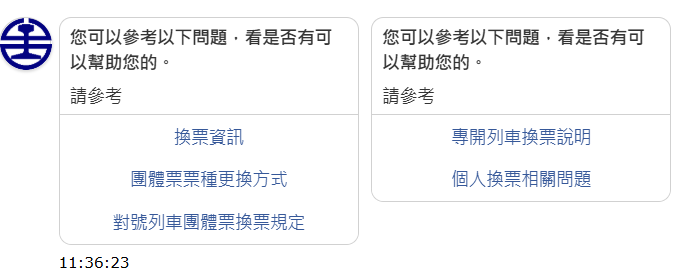 您可以參考以下問題，看是否有可
以幫助您的。
請參考
換票資訊
團體票票種更換方式
對號列車團體票換票規定
您可以參考以下問題，看是否有可
以幫助您的。
請參考
專開列車換票說明
個人換票相關問題
11:36:23